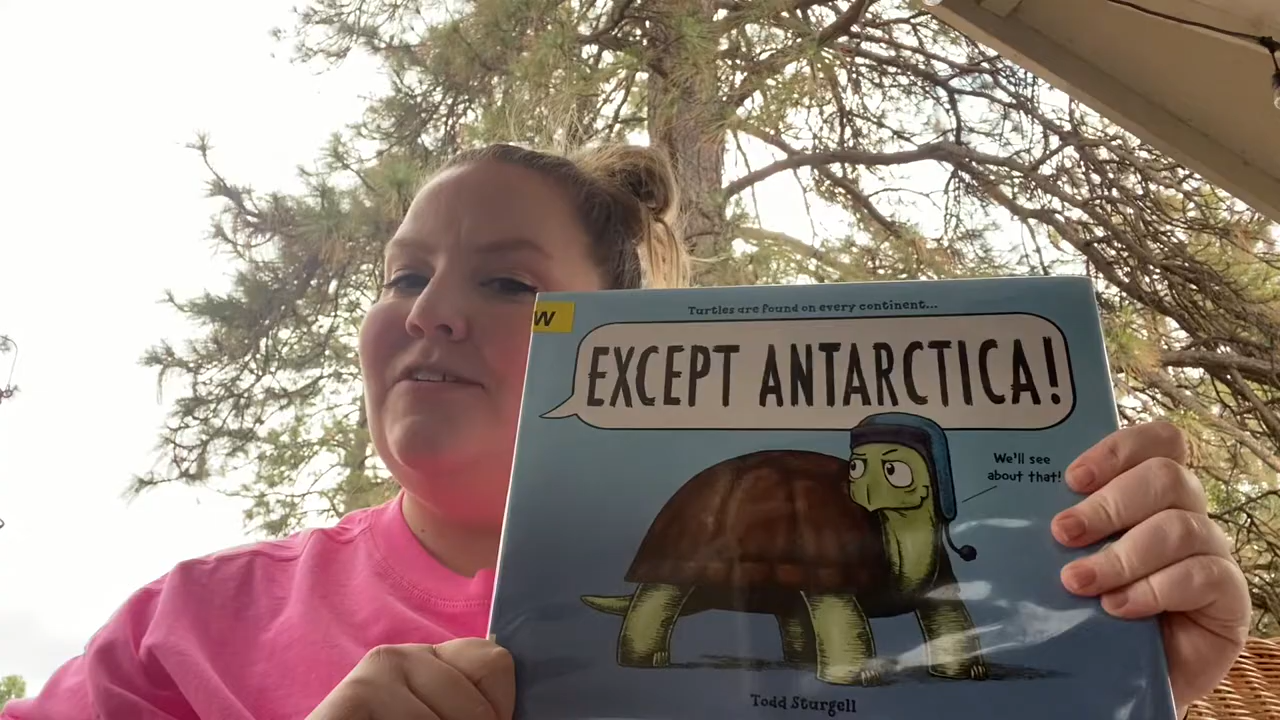 W
Turtles are found on every continent...
EXCEPT ANTARCTICA!
We'll see
about that!
Todd Sturgell